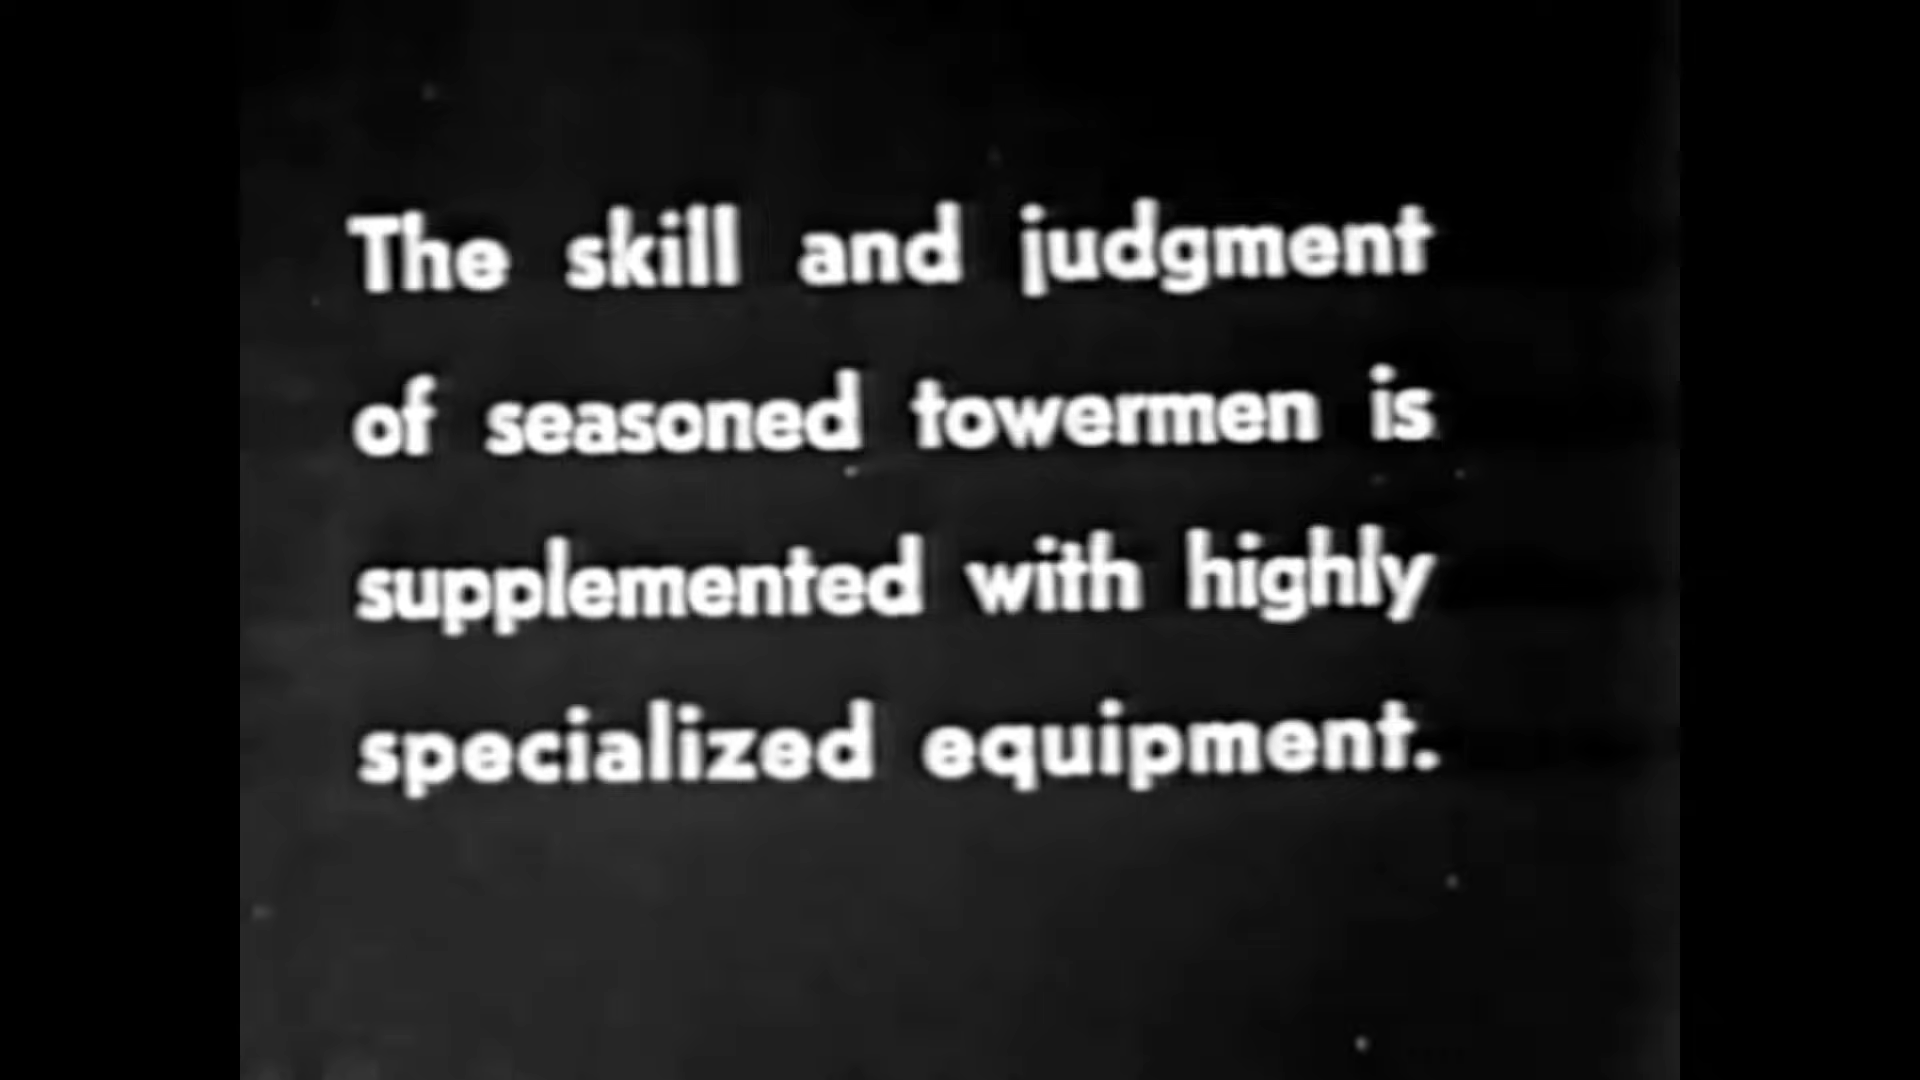 The skill and judgment
of seasoned towermen is
supplemented with highly
specialized equipment.